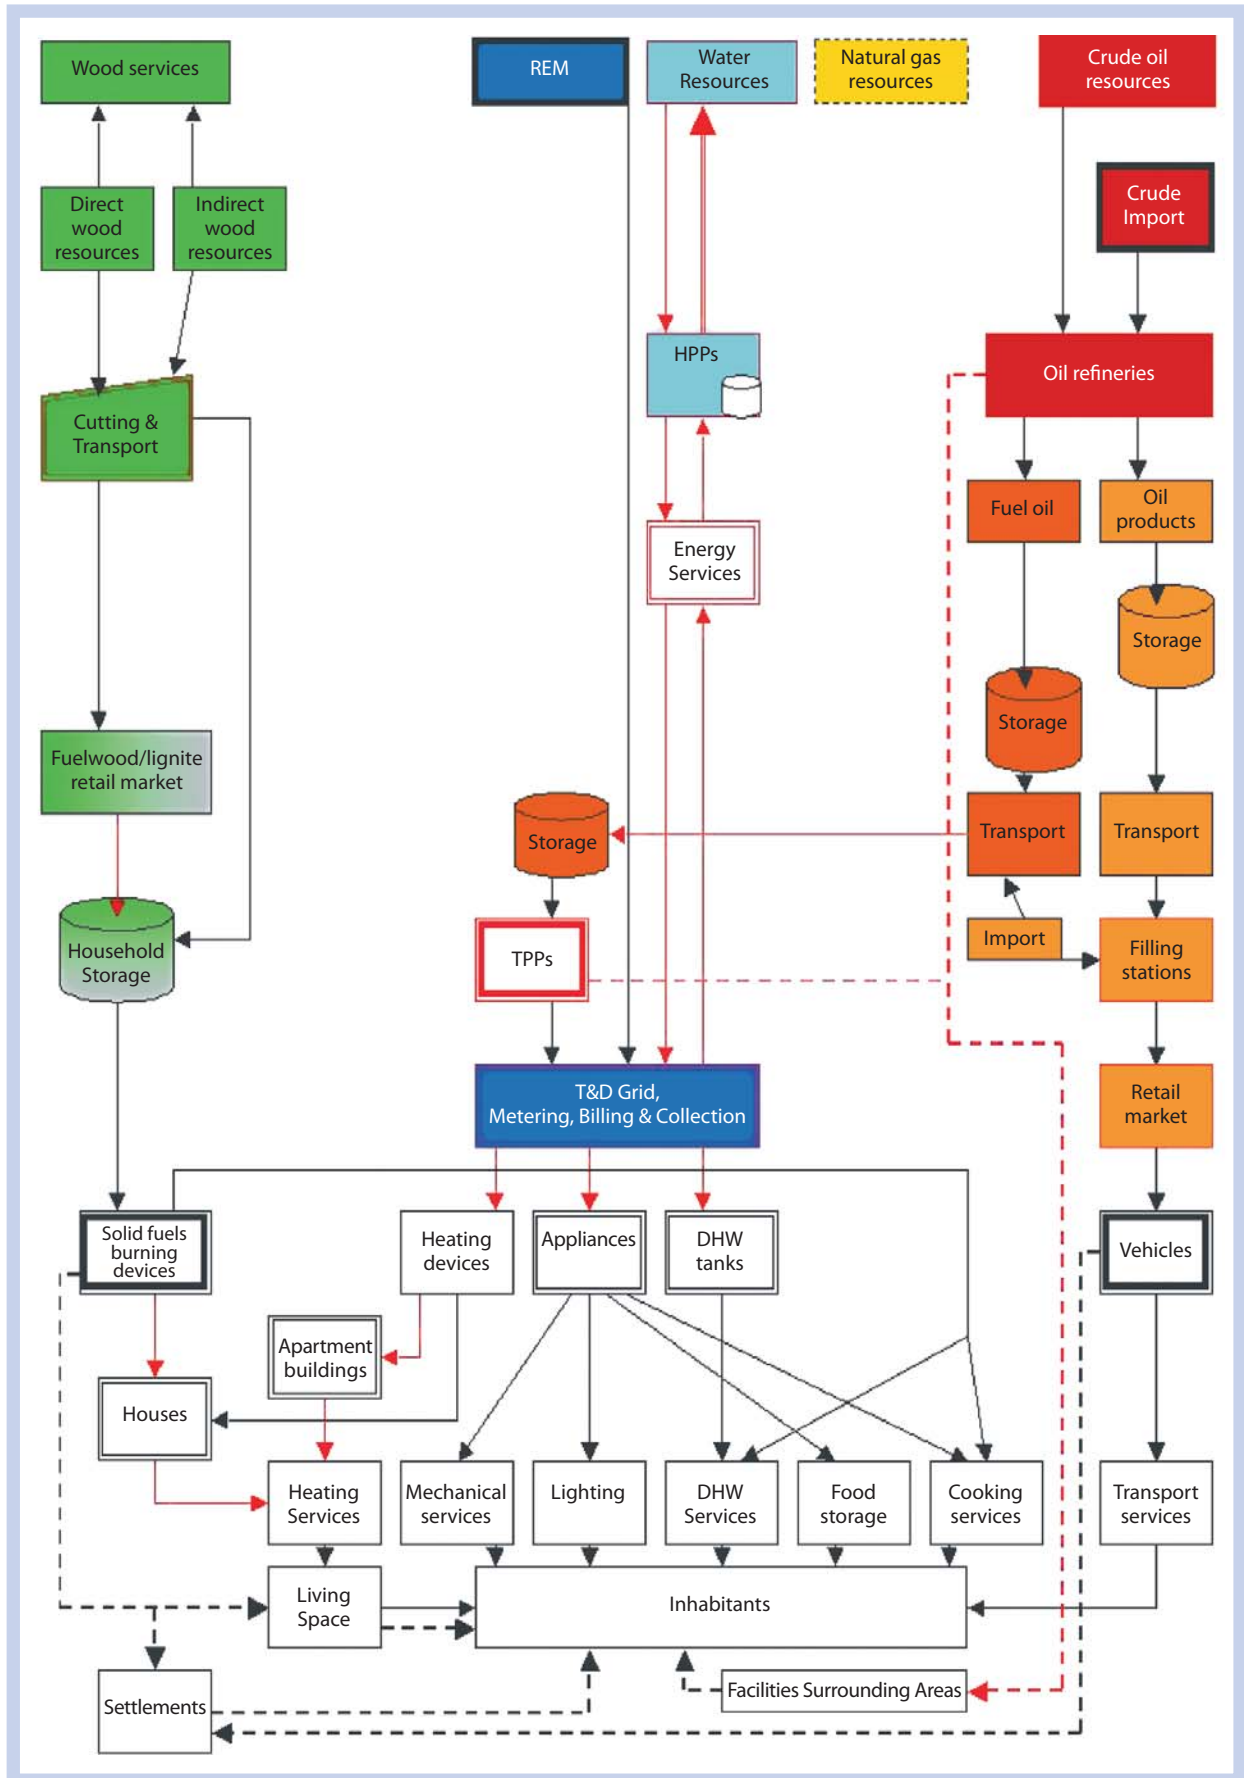 Wood services
REM
Water
Resources
Natural gas
resources
Crude oil
resources
Direct
wood
resources
Indirect
wood
resources
Crude
Import
HPPs
Oil refineries
Cutting &
Transport
Fuel oil
Oil
products
Energy
Services
Storage
Storage
Fuelwood/lignite
retail market
Storage
Transport
Transport
Household
Storage
TPPs
Import
Filling
stations
T&D Grid,
Metering, Billing & Collection
Retail
market
Solid fuels
burning
devices
Heating
devices
Appliances
DHW
tanks
Vehicles
Apartment
buildings
Houses
Heating
Services
Mechanical
services
Lighting
DHW
Services
Food
storage
Cooking
services
Transport
services
Living
Space
Inhabitants
Settlements
Facilities Surrounding Areas